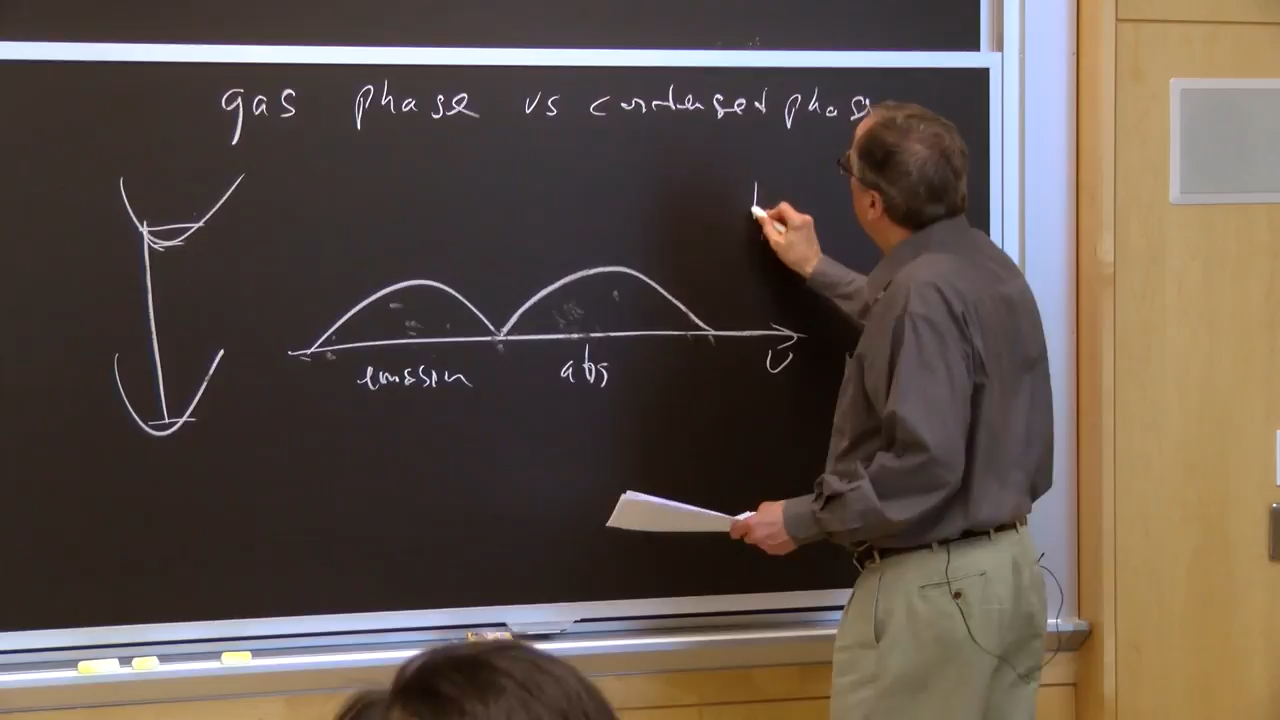 gas phase vs condensed phase
emission abs
υ